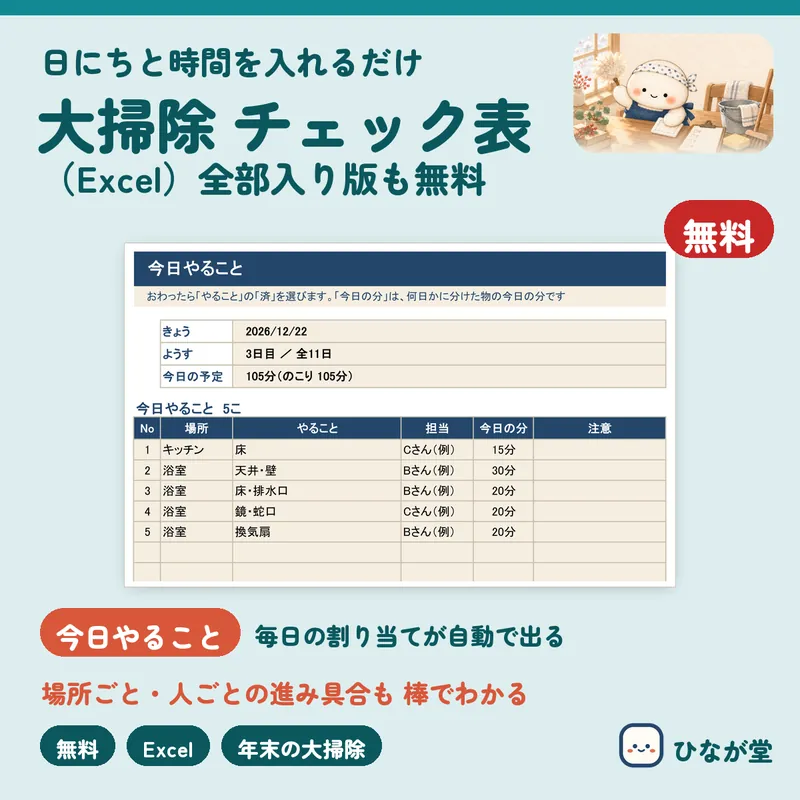 日にちと時間を入れるだけ
大掃除 チェック表
（Excel）全部入り版も無料
無料
今日やること
おわったら「やること」の「済」を選びます。「今日の分」は、何日かに分けた物の今日の分です
きょう 2026/12/22
ようす 3日目 ／ 全11日
今日の予定 105分（のこり 105分）
今日やること 5こ
No 場所 やること 担当 今日の分 注意
1 キッチン 床 Cさん（例） 15分
2 浴室 天井・壁 Bさん（例） 30分
3 浴室 床・排水口 Bさん（例） 20分
4 浴室 鏡・蛇口 Cさん（例） 20分
5 浴室 換気扇 Bさん（例） 20分
今日やること 毎日の割り当てが自動で出る
場所ごと・人ごとの進み具合も 棒でわかる
無料 Excel 年末の大掃除
ひなが堂